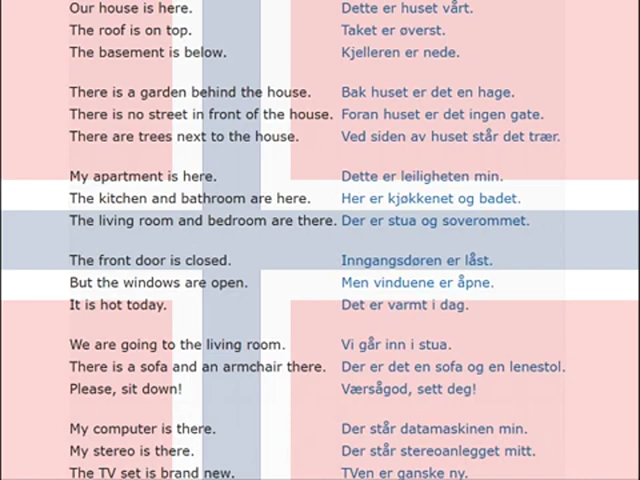 Our house is here. Dette er huset vårt.
The roof is on top. Taket er øverst.
The basement is below. Kjelleren er nede.
There is a garden behind the house. Bak huset er det en hage.
There is no street in front of the house. Foran huset er det ingen gate.
There are trees next to the house. Ved siden av huset står det trær.
My apartment is here. Dette er leiligheten min.
The kitchen and bathroom are here. Her er kjøkkenet og badet.
The living room and bedroom are there. Der er stua og soverommet.
The front door is closed. Inngangsdøren er låst.
But the windows are open. Men vinduene er åpne.
It is hot today. Det er varmt i dag.
We are going to the living room. Vi går inn i stua.
There is a sofa and an armchair there. Der er det en sofa og en lenestol.
Please, sit down! Værsågod, sett deg!
My computer is there. Der står datamaskinen min.
My stereo is there. Der står stereoanlegget mitt.
The TV set is brand new. TVen er ganske ny.